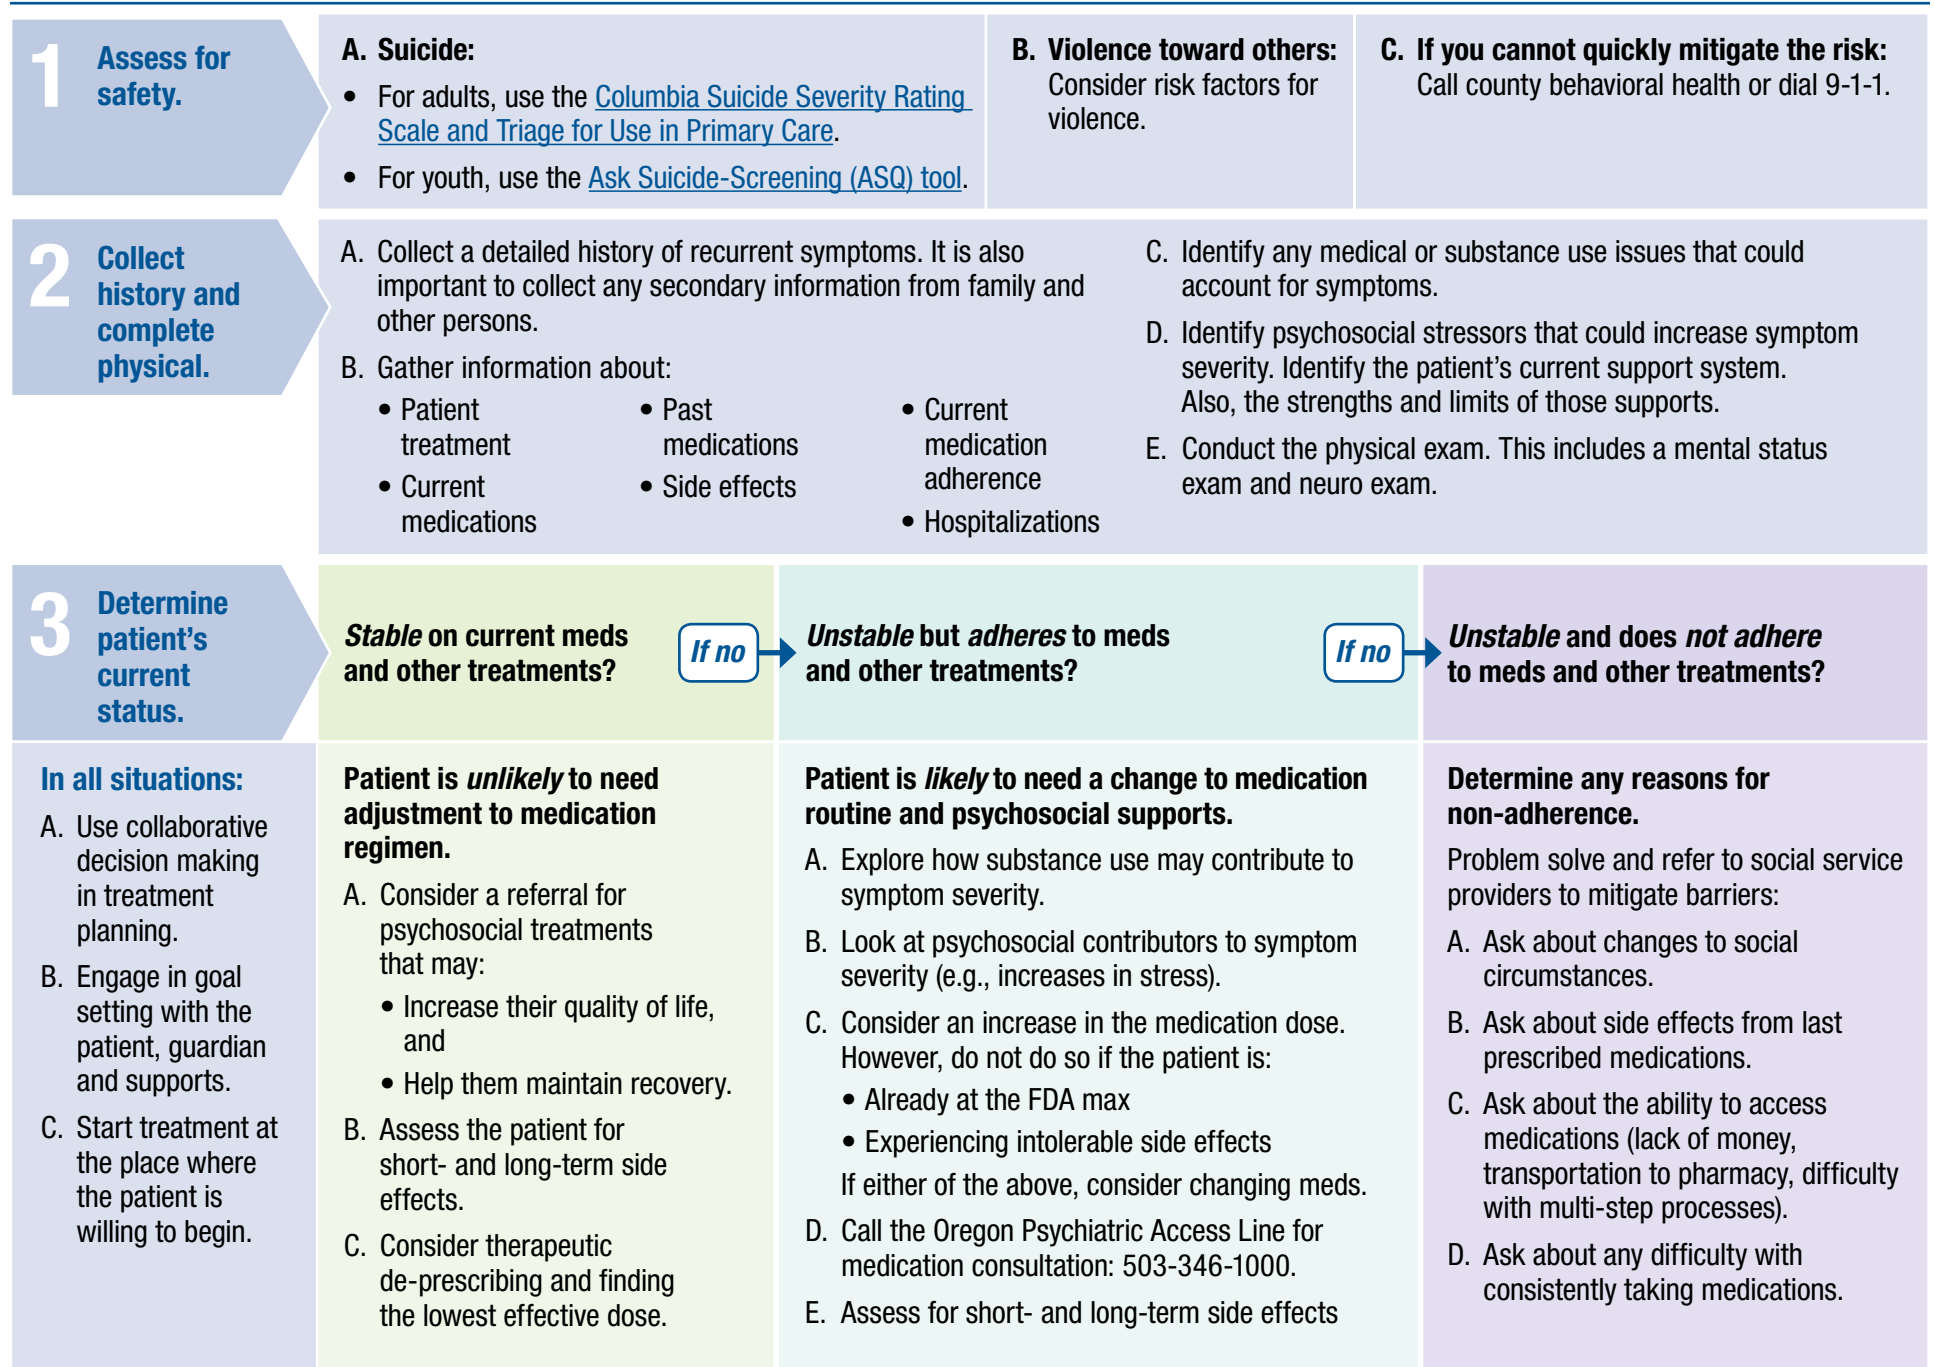 1
Assess for
safety.
A. Suicide:
• For adults, use the Columbia Suicide Severity Rating
Scale and Triage for Use in Primary Care.
• For youth, use the Ask Suicide-Screening (ASQ) tool.
B. Violence toward others:
Consider risk factors for
violence.
C. If you cannot quickly mitigate the risk:
Call county behavioral health or dial 9-1-1.
2
Collect
history and
complete
physical.
A. Collect a detailed history of recurrent symptoms. It is also
important to collect any secondary information from family and
other persons.
B. Gather information about:
• Patient
treatment
• Current
medications
• Past
medications
• Side effects
• Current
medication
adherence
• Hospitalizations
C. Identify any medical or substance use issues that could
account for symptoms.
D. Identify psychosocial stressors that could increase symptom
severity. Identify the patient’s current support system.
Also, the strengths and limits of those supports.
E. Conduct the physical exam. This includes a mental status
exam and neuro exam.
3
Determine
patient’s
current
status.
Stable on current meds
and other treatments?
If no
Unstable but adheres to meds
and other treatments?
If no
Unstable and does not adhere
to meds and other treatments?
In all situations:
A. Use collaborative
decision making
in treatment
planning.
B. Engage in goal
setting with the
patient, guardian
and supports.
C. Start treatment at
the place where
the patient is
willing to begin.
Patient is unlikely to need
adjustment to medication
regimen.
A. Consider a referral for
psychosocial treatments
that may:
• Increase their quality of life,
and
• Help them maintain recovery.
B. Assess the patient for
short- and long-term side
effects.
C. Consider therapeutic
de-prescribing and finding
the lowest effective dose.
Patient is likely to need a change to medication
routine and psychosocial supports.
A. Explore how substance use may contribute to
symptom severity.
B. Look at psychosocial contributors to symptom
severity (e.g., increases in stress).
C. Consider an increase in the medication dose.
However, do not do so if the patient is:
• Already at the FDA max
• Experiencing intolerable side effects
If either of the above, consider changing meds.
D. Call the Oregon Psychiatric Access Line for
medication consultation: 503-346-1000.
E. Assess for short- and long-term side effects
Determine any reasons for
non-adherence.
Problem solve and refer to social service
providers to mitigate barriers:
A. Ask about changes to social
circumstances.
B. Ask about side effects from last
prescribed medications.
C. Ask about the ability to access
medications (lack of money,
transportation to pharmacy, difficulty
with multi-step processes).
D. Ask about any difficulty with
consistently taking medications.